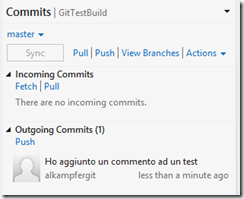 Commits | GitTestBuild
master
Sync Pull | Push | View Branches | Actions
Incoming Commits
Fetch | Pull
There are no incoming commits.
Outgoing Commits (1)
Push
Ho aggiunto un commento ad un test
alkampfergit less than a minute ago